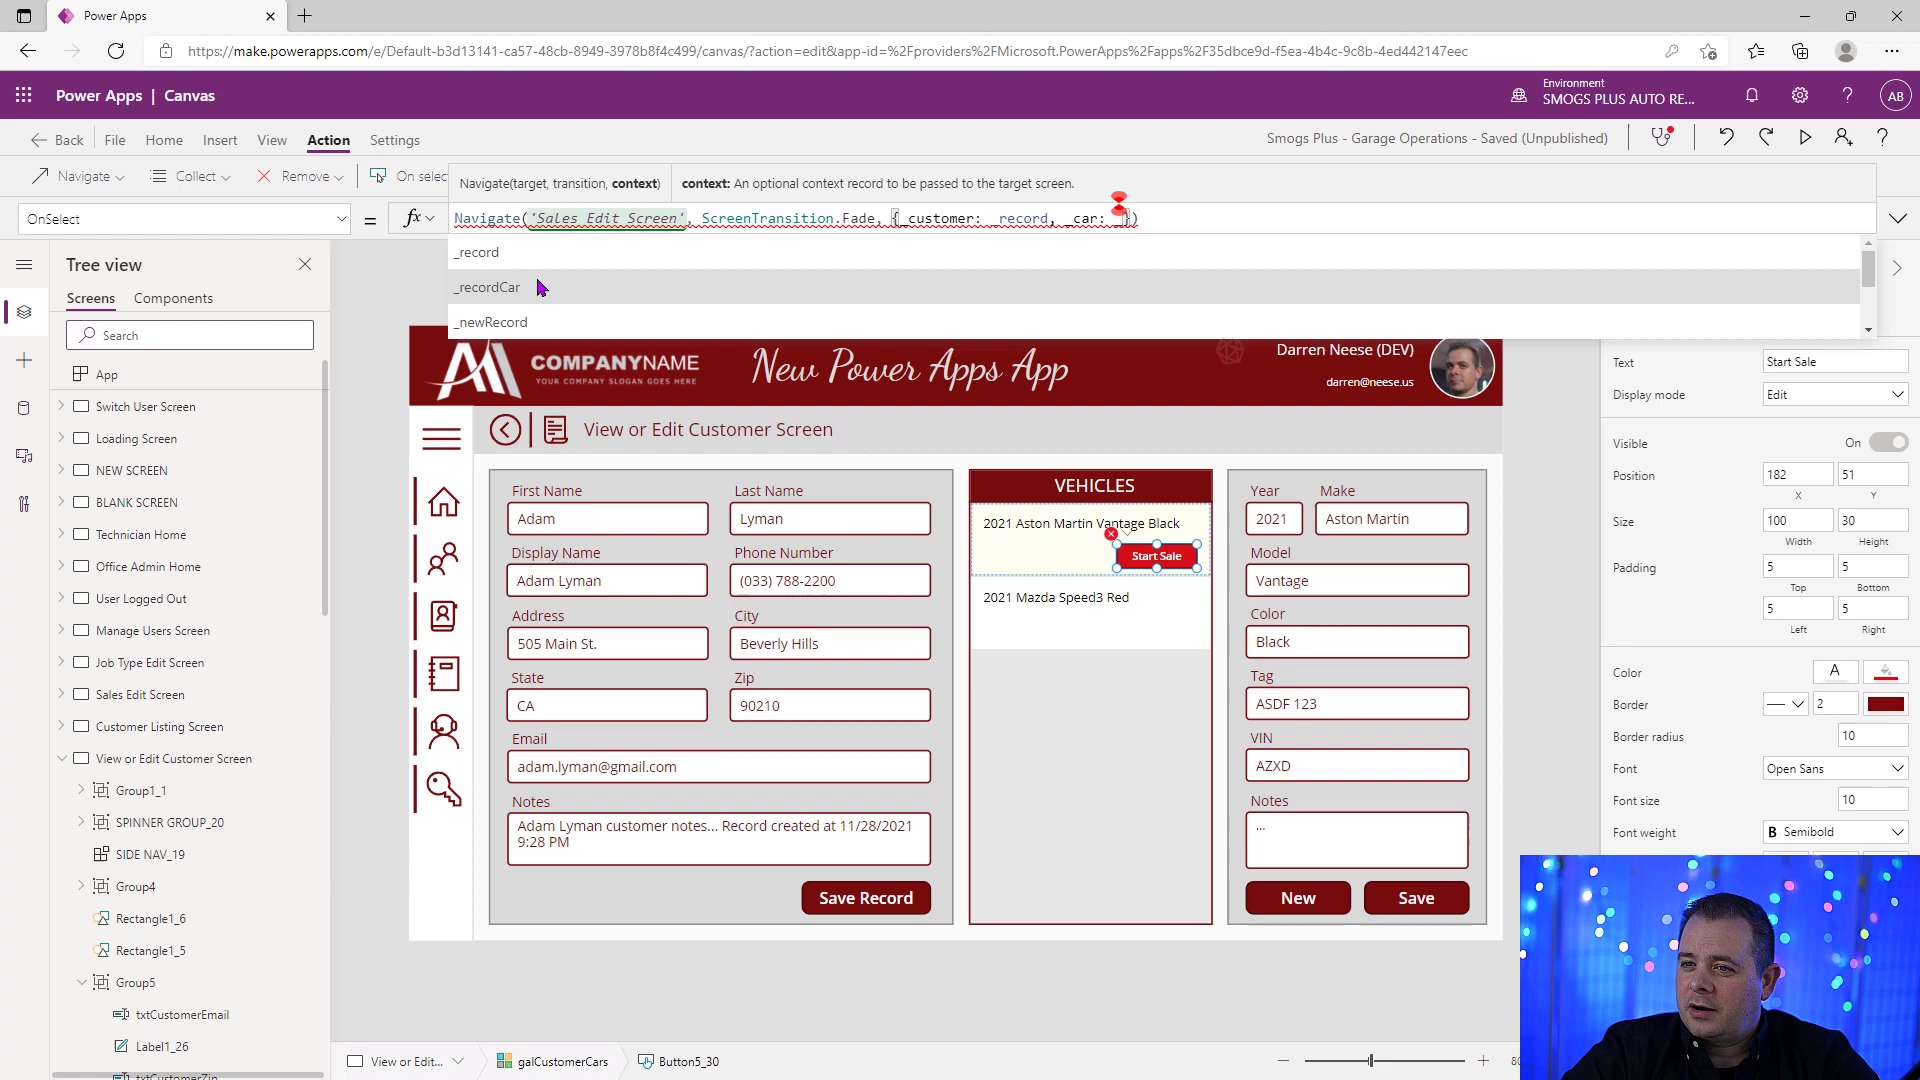 Power Apps
https://make.powerapps.com/e/Default-b3d13141-ca57-48cb-8949-3978b8f4c499/canvas/?action=edit&app-id=%2Fproviders%2FMicrosoft.PowerApps%2Fapps%2F35dbce9d-f5ea-4b4c-9c8b-4ed442147eec
Power Apps | Canvas
Environment
SMOGS PLUS AUTO RE...
AB
Back File Home Insert View Action Settings
Smogs Plus - Garage Operations - Saved (Unpublished)
Navigate Collect Remove On select
Navigate(target, transition, context) context: An optional context record to be passed to the target screen.
OnSelect = fx Navigate('Sales Edit Screen', ScreenTransition.Fade, {_customer: _record, _car: _})
_record
_recordCar
_newRecord
Tree view
Screens Components
Search
App
Switch User Screen
Loading Screen
NEW SCREEN
BLANK SCREEN
Technician Home
Office Admin Home
User Logged Out
Manage Users Screen
Job Type Edit Screen
Sales Edit Screen
Customer Listing Screen
View or Edit Customer Screen
Group1_1
SPINNER GROUP_20
SIDE NAV_19
Group4
Rectangle1_6
Rectangle1_5
Group5
txtCustomerEmail
Label1_26
txtCustomerZip
COMPANYNAME
YOUR COMPANY SLOGAN GOES HERE
New Power Apps App
Darren Neese (DEV)
darren@neese.us
View or Edit Customer Screen
First Name Last Name
Adam Lyman
Display Name Phone Number
Adam Lyman (033) 788-2200
Address City
505 Main St. Beverly Hills
State Zip
CA 90210
Email
adam.lyman@gmail.com
Notes
Adam Lyman customer notes... Record created at 11/28/2021
9:28 PM
Save Record
VEHICLES
2021 Aston Martin Vantage Black
Start Sale
2021 Mazda Speed3 Red
Year Make
2021 Aston Martin
Model
Vantage
Color
Black
Tag
ASDF 123
VIN
AZXD
Notes
...
New Save
Text Start Sale
Display mode Edit
Visible On
Position 182 51
X Y
Size 100 30
Width Height
Padding 5 5
Top Bottom
5 5
Left Right
Color A
Border 2
Border radius 10
Font Open Sans
Font size 10
Font weight B Semibold
View or Edit... galCustomerCars Button5_30